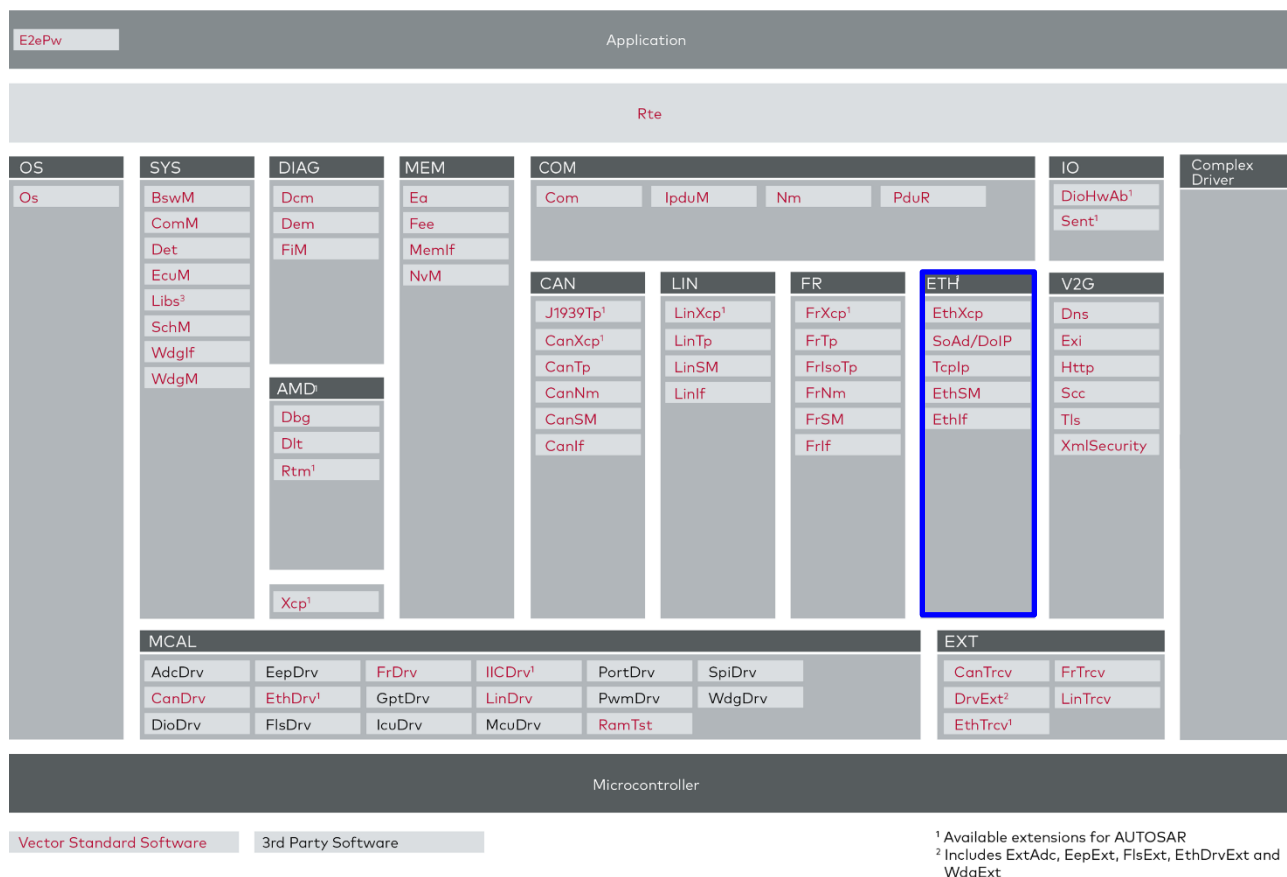 E2ePw
Application
Rte
OS
Os
SYS
BswM
ComM
Det
EcuM
Libs³
SchM
WdgIf
WdgM
DIAG
Dcm
Dem
FiM
AMD¹
Dbg
Dlt
Rtm¹
Xcp¹
MEM
Ea
Fee
MemIf
NvM
COM
Com
IpduM
Nm
PduR
CAN
J1939Tp¹
CanXcp¹
CanTp
CanNm
CanSM
CanIf
LIN
LinXcp¹
LinTp
LinSM
LinIf
FR
FrXcp¹
FrTp
FrIsoTp
FrNm
FrSM
FrIf
ETH
EthXcp
SoAd/DoIP
TcpIp
EthSM
EthIf
IO
DioHwAb¹
Sent¹
V2G
Dns
Exi
Http
Scc
Tls
XmlSecurity
Complex
Driver
MCAL
AdcDrv
EepDrv
FrDrv
IICDrv¹
PortDrv
SpiDrv
CanDrv
EthDrv¹
GptDrv
LinDrv
PwmDrv
WdgDrv
DioDrv
FlsDrv
IcuDrv
McuDrv
RamTst
EXT
CanTrcv
FrTrcv
DrvExt²
LinTrcv
EthTrcv¹
Microcontroller
Vector Standard Software
3rd Party Software
¹ Available extensions for AUTOSAR
² Includes ExtAdc, EepExt, FlsExt, EthDrvExt and
WdgExt